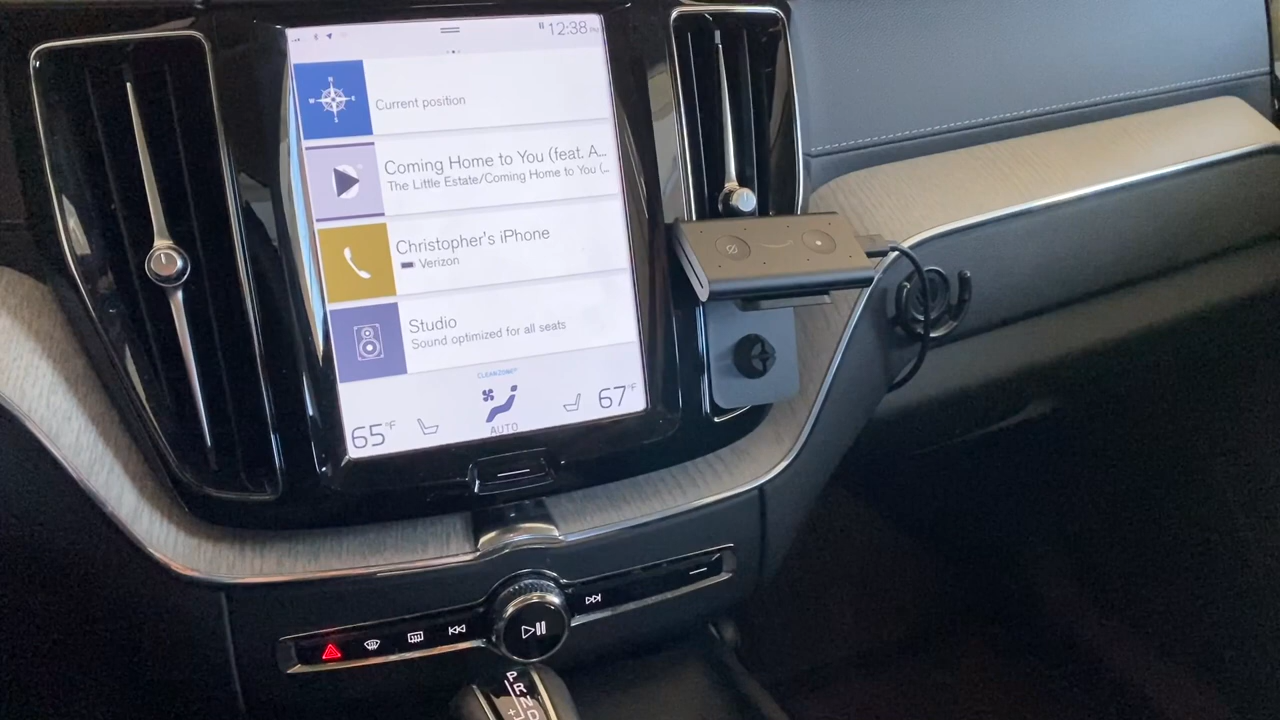 12:38 PM
N
W E
S
Current position
Coming Home to You (feat. A...
The Little Estate/Coming Home to You (...
Christopher's iPhone
Verizon
Studio
Sound optimized for all seats
CLEANZONE
65°F
AUTO
67°F
P
R
N
D